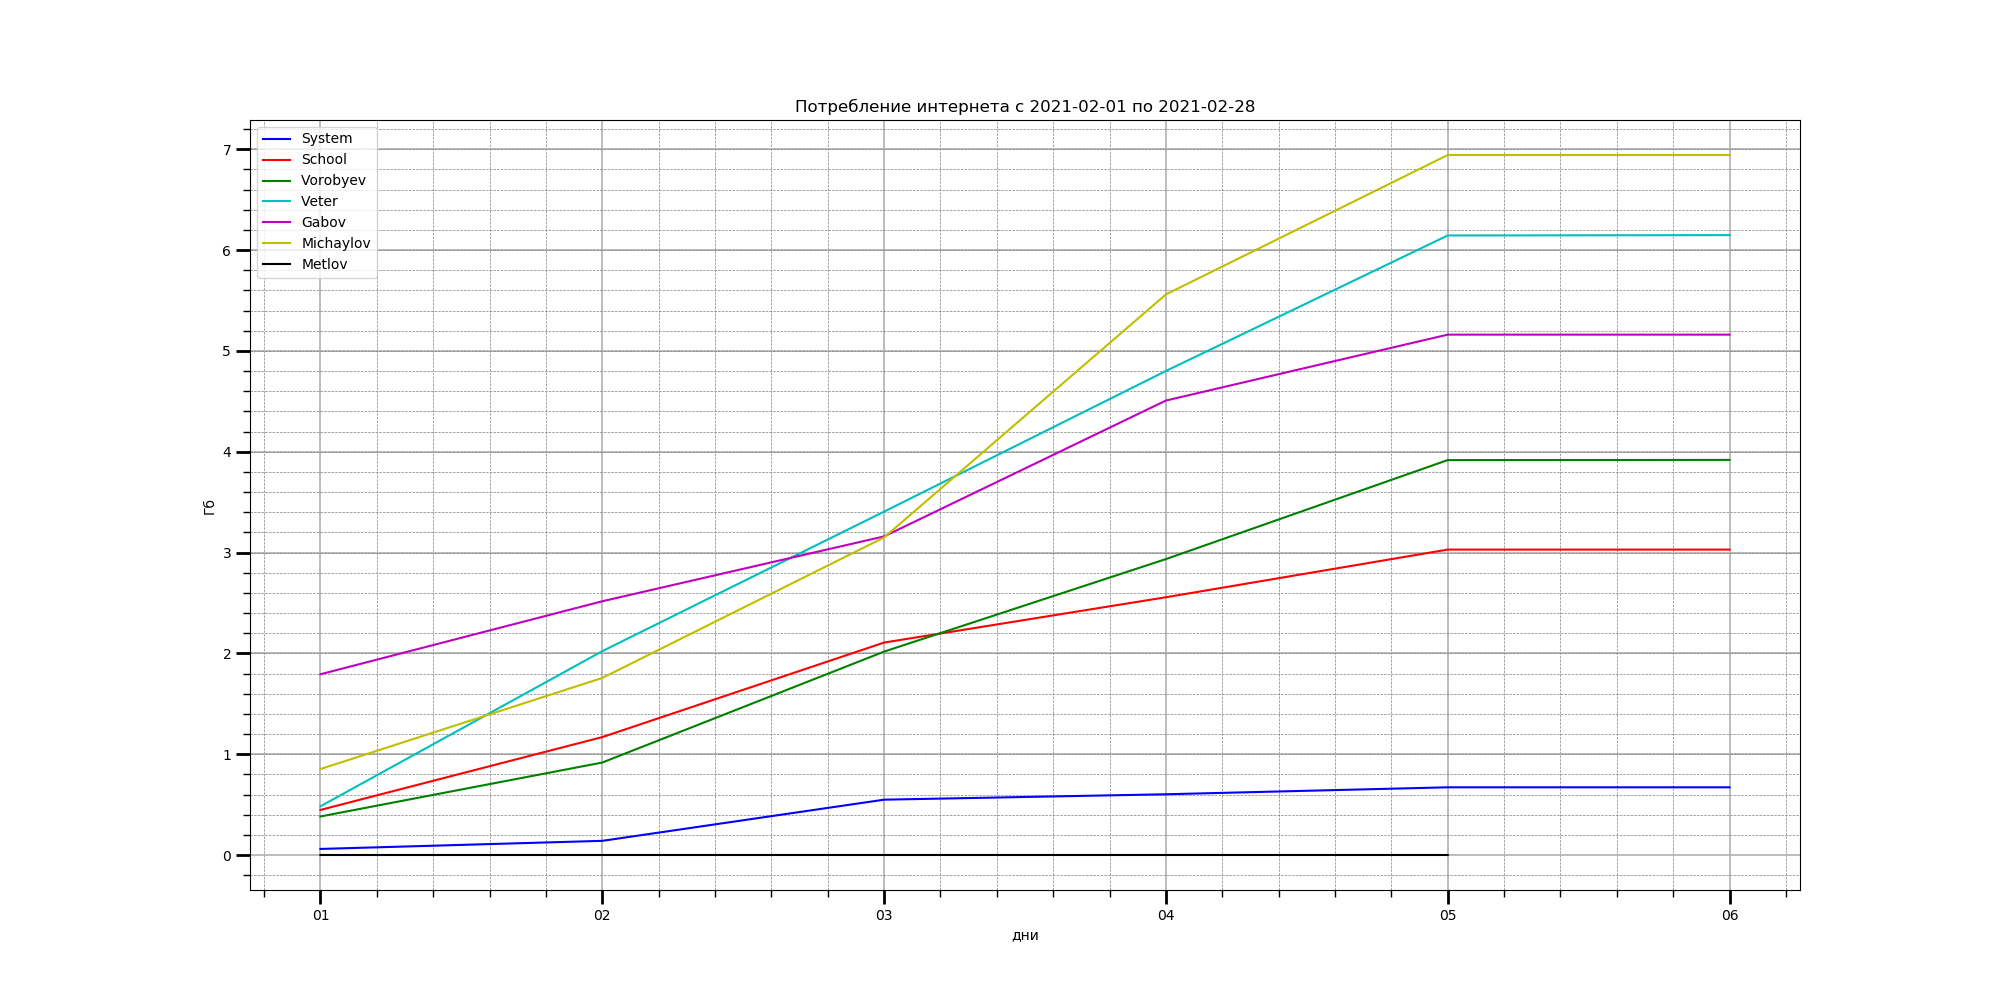 Потребление интернета с 2021-02-01 по 2021-02-28
System
School
Vorobyev
Veter
Gabov
Michaylov
Metlov
7
6
5
4
3
2
1
0
Гб
01 02 03 04 05 06
дни